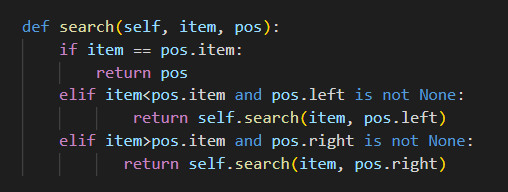 def search(self, item, pos):
    if item == pos.item:
        return pos
    elif item<pos.item and pos.left is not None:
            return self.search(item, pos.left)
    elif item>pos.item and pos.right is not None:
           return self.search(item, pos.right)